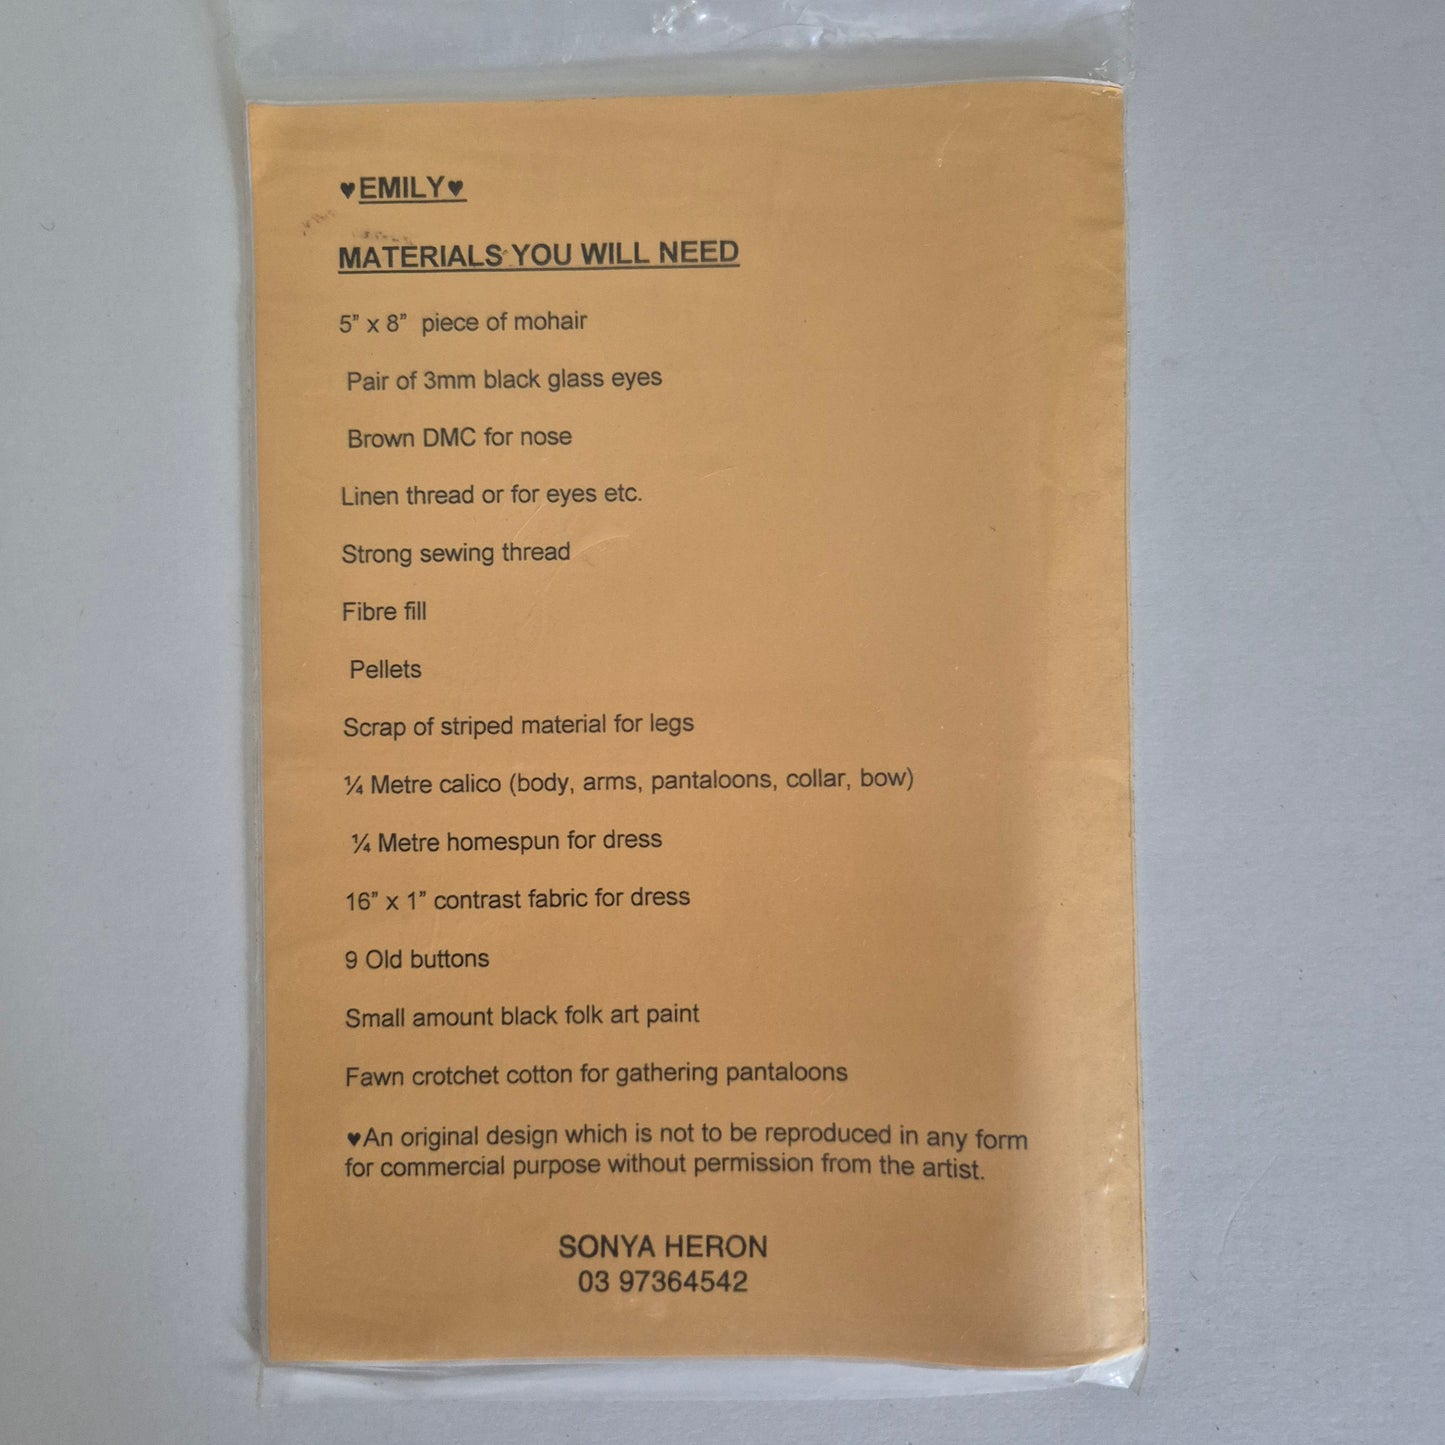 ♥EMILY♥
MATERIALS YOU WILL NEED
5” x 8” piece of mohair
Pair of 3mm black glass eyes
Brown DMC for nose
Linen thread or for eyes etc.
Strong sewing thread
Fibre fill
Pellets
Scrap of striped material for legs
¼ Metre calico (body, arms, pantaloons, collar, bow)
¼ Metre homespun for dress
16” x 1” contrast fabric for dress
9 Old buttons
Small amount black folk art paint
Fawn crotchet cotton for gathering pantaloons
♥An original design which is not to be reproduced in any form
for commercial purpose without permission from the artist.
SONYA HERON
03 97364542